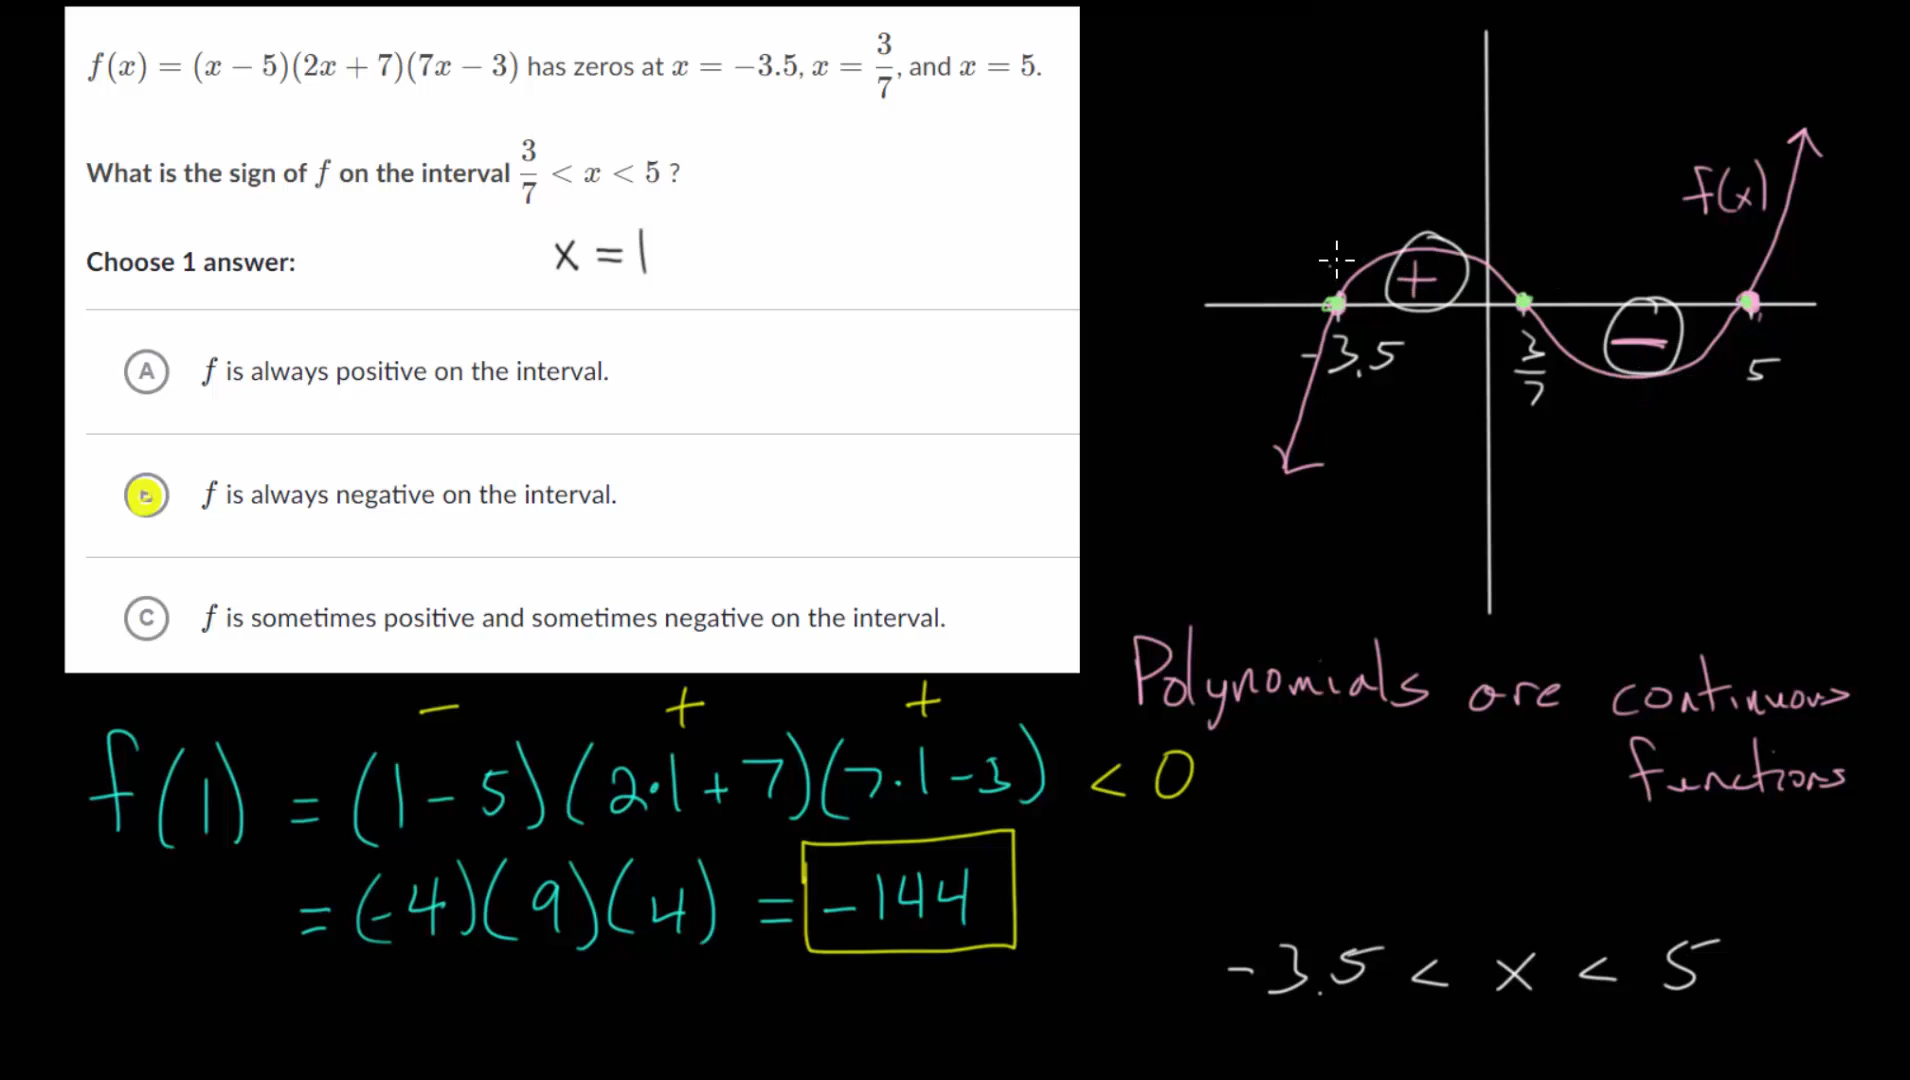 f(x) = (x − 5)(2x + 7)(7x − 3) has zeros at x = −3.5, x = 3/7, and x = 5.
What is the sign of f on the interval 3/7 < x < 5 ?
Choose 1 answer:
x = 1
A f is always positive on the interval.
f is always negative on the interval.
C f is sometimes positive and sometimes negative on the interval.
− + +
f(1) = (1 − 5)(2·1 + 7)(7·1 − 3) < 0
= (-4)(9)(4) = -144
f(x)
+
−
-3.5
3/7
5
Polynomials are continuous
functions
-3.5 < x < 5